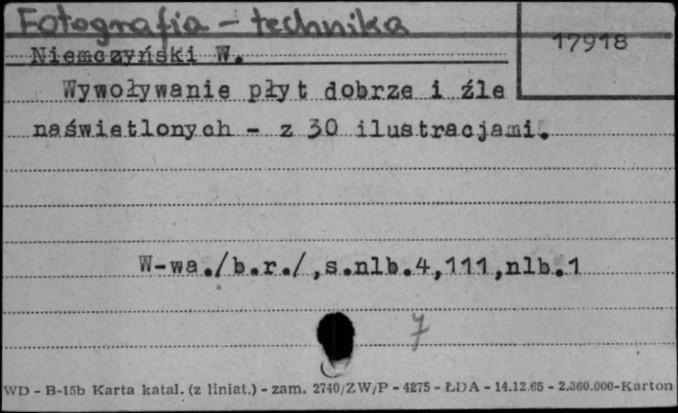 Fotografia - technika
17918
Niemczyński W.
Wywoływanie płyt dobrze i źle
naświetlonych - z 30 ilustracjami.
W-wa./b.r./,s.nlb.4,111,nlb.1
7
WD - B-15b Karta katal. (z liniat.) - zam. 2740/ZW/P - 4275 - ŁDA - 14.12.65 - 2.360.000-Karton